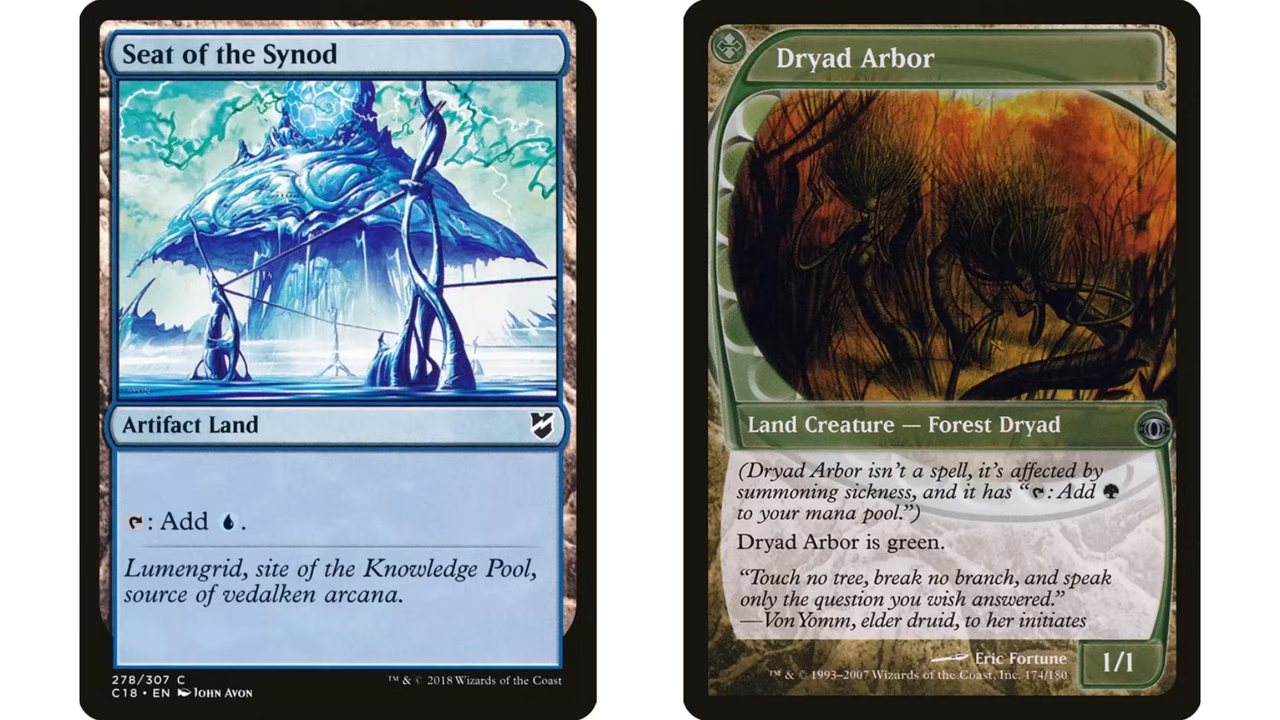 Seat of the Synod
Artifact Land
: Add .
Lumengrid, site of the Knowledge Pool,
source of vedalken arcana.
278/307 C
C18 • EN JOHN AVON
™ & © 2018 Wizards of the Coast
Dryad Arbor
Land Creature — Forest Dryad
(Dryad Arbor isn't a spell, it's affected by
summoning sickness, and it has “: Add
to your mana pool.”)
Dryad Arbor is green.
“Touch no tree, break no branch, and speak
only the question you wish answered.”
—Von Yomm, elder druid, to her initiates
Eric Fortune
™ & © 1993–2007 Wizards of the Coast, Inc. 174/180
1/1